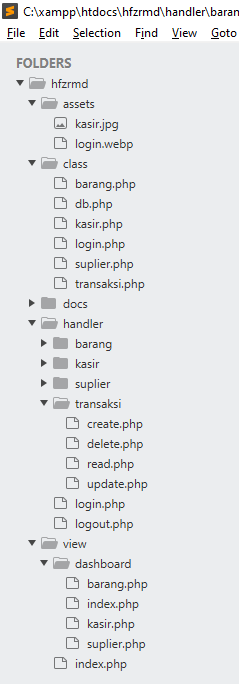 C:\xampp\htdocs\hfzrmd\handler\baran
File Edit Selection Find View Goto
FOLDERS
hfzrmd
assets
kasir.jpg
login.webp
class
barang.php
db.php
kasir.php
login.php
suplier.php
transaksi.php
docs
handler
barang
kasir
suplier
transaksi
create.php
delete.php
read.php
update.php
login.php
logout.php
view
dashboard
barang.php
index.php
kasir.php
suplier.php
index.php